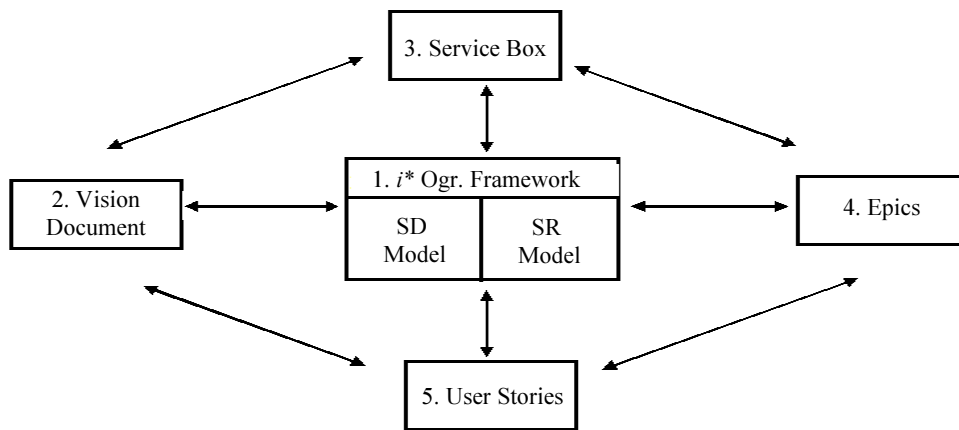 3. Service Box
1. i* Ogr. Framework
2. Vision
Document
SD
Model
SR
Model
4. Epics
5. User Stories